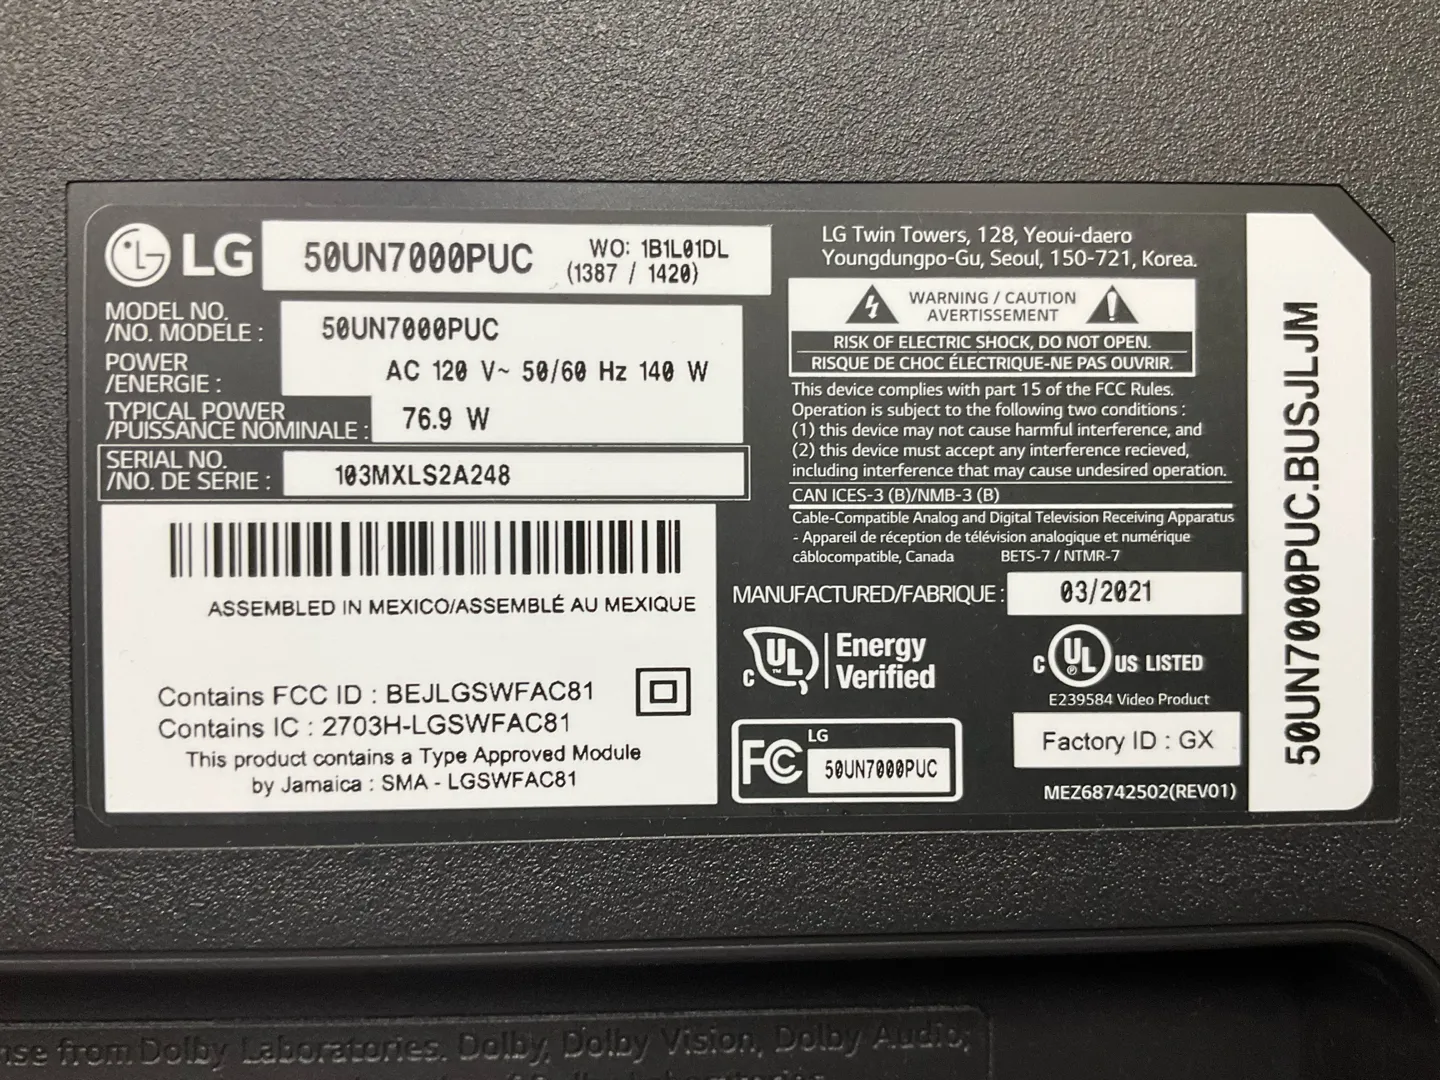 LG 50UN7000PUC WO: 1B1L01DL
(1387 / 1420)
MODEL NO.
/NO. MODELE : 50UN7000PUC
POWER
/ENERGIE : AC 120 V~ 50/60 Hz 140 W
TYPICAL POWER
/PUISSANCE NOMINALE : 76.9 W
SERIAL NO.
/NO. DE SERIE : 103MXLS2A248
ASSEMBLED IN MEXICO/ASSEMBLÉ AU MEXIQUE
Contains FCC ID : BEJLGSWFAC81
Contains IC : 2703H-LGSWFAC81
This product contains a Type Approved Module
by Jamaica : SMA - LGSWFAC81
LG Twin Towers, 128, Yeoui-daero
Youngdungpo-Gu, Seoul, 150-721, Korea.
WARNING / CAUTION
AVERTISSEMENT
RISK OF ELECTRIC SHOCK, DO NOT OPEN.
RISQUE DE CHOC ÉLECTRIQUE-NE PAS OUVRIR.
This device complies with part 15 of the FCC Rules.
Operation is subject to the following two conditions :
(1) this device may not cause harmful interference, and
(2) this device must accept any interference recieved,
including interference that may cause undesired operation.
CAN ICES-3 (B)/NMB-3 (B)
Cable-Compatible Analog and Digital Television Receiving Apparatus
- Appareil de réception de télévision analogique et numérique
câblocompatible, Canada BETS-7 / NTMR-7
MANUFACTURED/FABRIQUE : 03/2021
C UL TM Energy
Verified
C UL ® US LISTED
E239584 Video Product
FC LG
50UN7000PUC
Factory ID : GX
MEZ68742502(REV01)
50UN7000PUC.BUSJLJM
from Dolby Laboratories. Dolby, Dolby Vision, Dolby Audio,